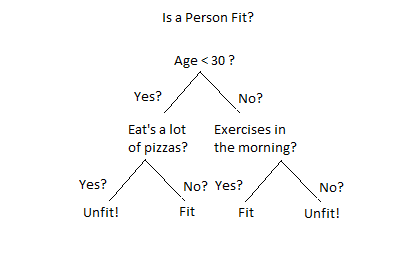 Is a Person Fit?
Age < 30 ?
Yes?
No?
Eat's a lot
of pizzas?
Exercises in
the morning?
Yes?
No?
Yes?
No?
Unfit!
Fit
Fit
Unfit!